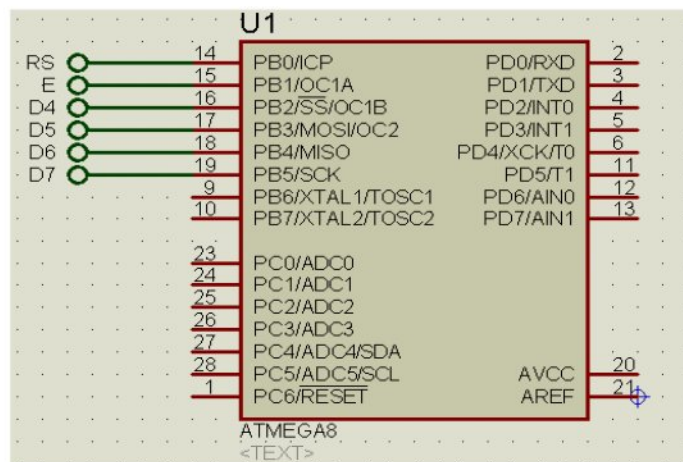 U1
RS 14 PB0/ICP PD0/RXD 2
E 15 PB1/OC1A PD1/TXD 3
D4 16 PB2/SS/OC1B PD2/INT0 4
D5 17 PB3/MOSI/OC2 PD3/INT1 5
D6 18 PB4/MISO PD4/XCK/T0 6
D7 19 PB5/SCK PD5/T1 11
9 PB6/XTAL1/TOSC1 PD6/AIN0 12
10 PB7/XTAL2/TOSC2 PD7/AIN1 13
23 PC0/ADC0
24 PC1/ADC1
25 PC2/ADC2
26 PC3/ADC3
27 PC4/ADC4/SDA
28 PC5/ADC5/SCL AVCC 20
1 PC6/RESET AREF 21
ATMEGA8
<TEXT>